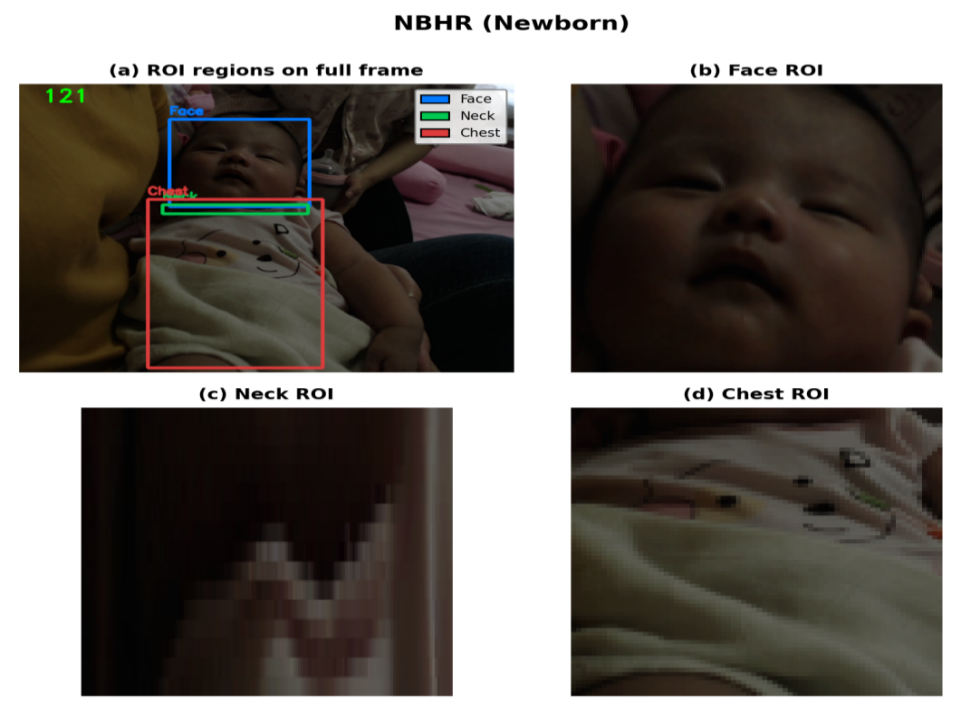 NBHR (Newborn)
(a) ROI regions on full frame
(b) Face ROI
121
Face
Face
Neck
Chest
Chest
(c) Neck ROI
(d) Chest ROI